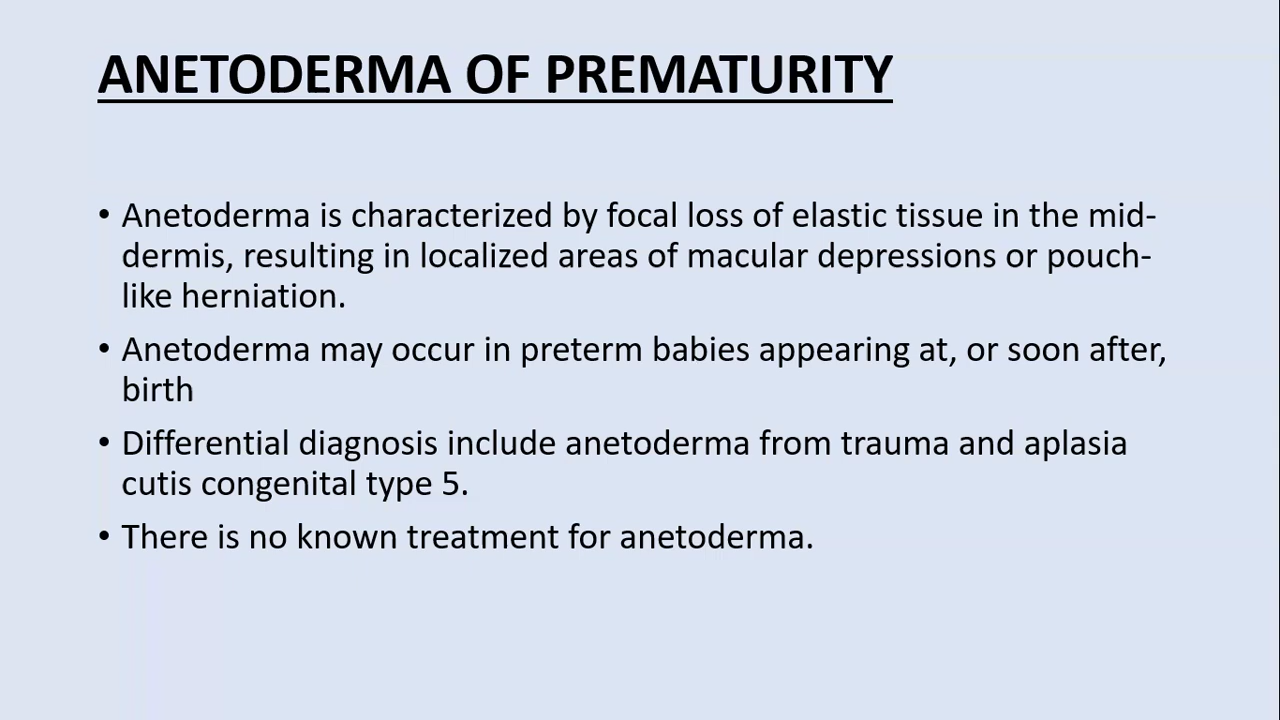 ANETODERMA OF PREMATURITY
• Anetoderma is characterized by focal loss of elastic tissue in the mid-
dermis, resulting in localized areas of macular depressions or pouch-
like herniation.
• Anetoderma may occur in preterm babies appearing at, or soon after,
birth
• Differential diagnosis include anetoderma from trauma and aplasia
cutis congenital type 5.
• There is no known treatment for anetoderma.